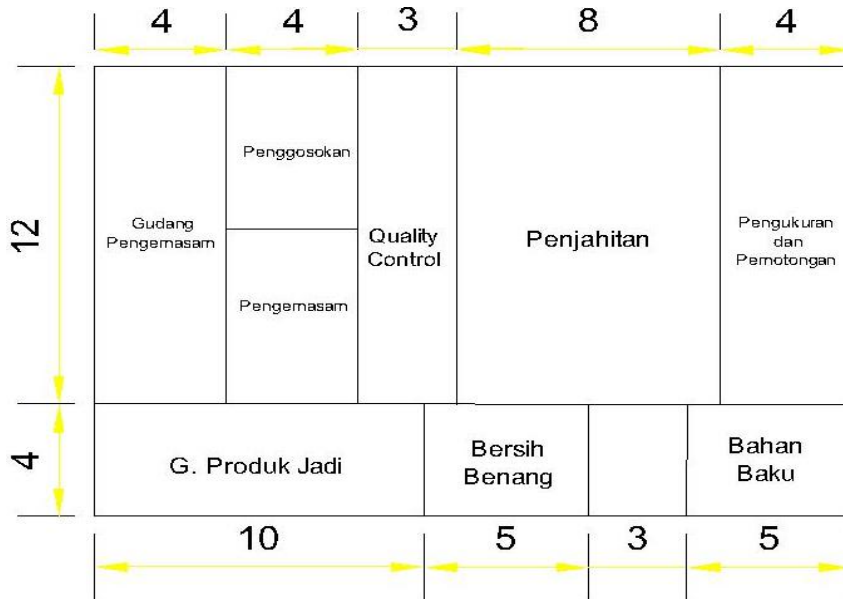 4 4 3 8 4
12
Gudang
Pengemasam
Penggosokan
Pengemasam
Quality
Control
Penjahitan
Pengukuran
dan
Pemotongan
4
G. Produk Jadi
Bersih
Benang
Bahan
Baku
10 5 3 5